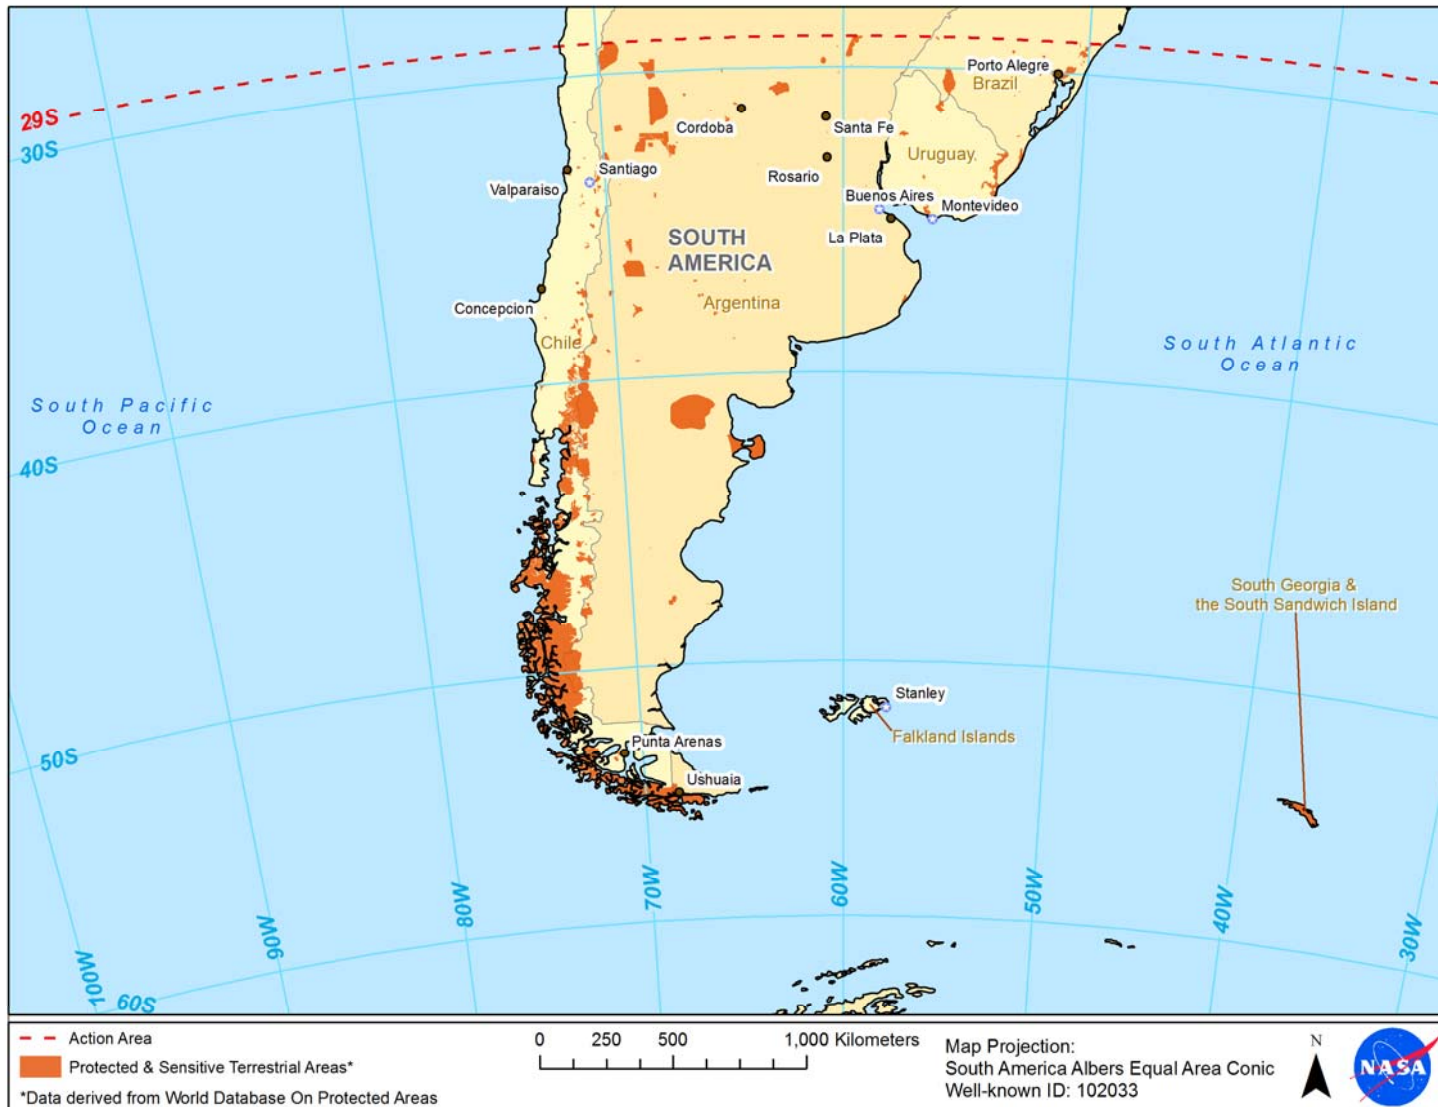 29S
30S
Porto Alegre
Brazil
Cordoba
Santa Fe
Uruguay
Rosario
Santiago
Valparaiso
Buenos Aires
Montevideo
La Plata
SOUTH
AMERICA
Argentina
Concepcion
Chile
South Pacific
Ocean
South Atlantic
Ocean
40S
South Georgia &
the South Sandwich Island
Stanley
Falkland Islands
50S
Punta Arenas
Ushuaia
100W
90W
80W
70W
60W
50W
40W
30W
60S
Action Area
Protected & Sensitive Terrestrial Areas*
*Data derived from World Database On Protected Areas
0 250 500 1,000 Kilometers
Map Projection:
South America Albers Equal Area Conic
Well-known ID: 102033
N
NASA